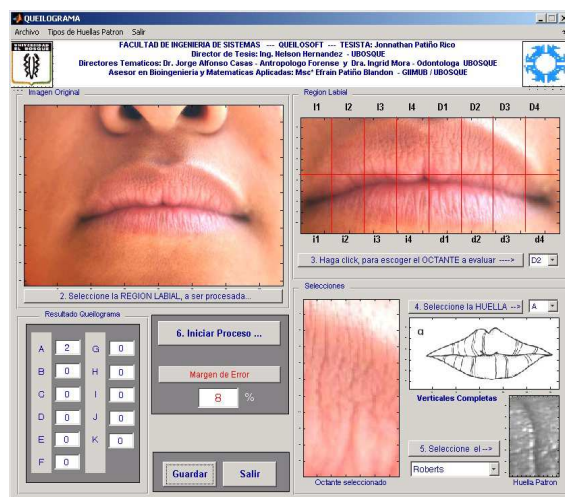 QUEILOGRAMA
Archivo Tipos de Huellas Patron Salir
FACULTAD DE INGENIERIA DE SISTEMAS --- QUEILOSOFT --- TESISTA: Jonnathan Patiño Rico
Director de Tesis: Ing. Nelson Hernandez - UBOSQUE
Directores Tematicos: Dr. Jorge Alfonso Casas - Antropologo Forense y Dra. Ingrid Mora - Odontologa UBOSQUE
Asesor en Bioingenieria y Matematicas Aplicadas: Msc* Efrain Patiño Blandon - GIIMUB / UBOSQUE
UNIVERSIDAD
EL BOSQUE
Imagen Original
2. Seleccione la REGION LABIAL, a ser procesada...
Region Labial
I1 I2 I3 I4 D1 D2 D3 D4
i1 i2 i3 i4 d1 d2 d3 d4
3. Haga click, para escoger el OCTANTE a evaluar ---->
D2
Resultado Queilograma
A 2 G 0
B 0 H 0
C 0 I 0
D 0 J 0
E 0 K 0
F 0
6. Iniciar Proceso ...
Margen de Error
8 %
Guardar Salir
Selecciones
Octante seleccionado
4. Seleccione la HUELLA -->
A
α
Verticales Completas
5. Seleccione el -->
Roberts
Huella Patron